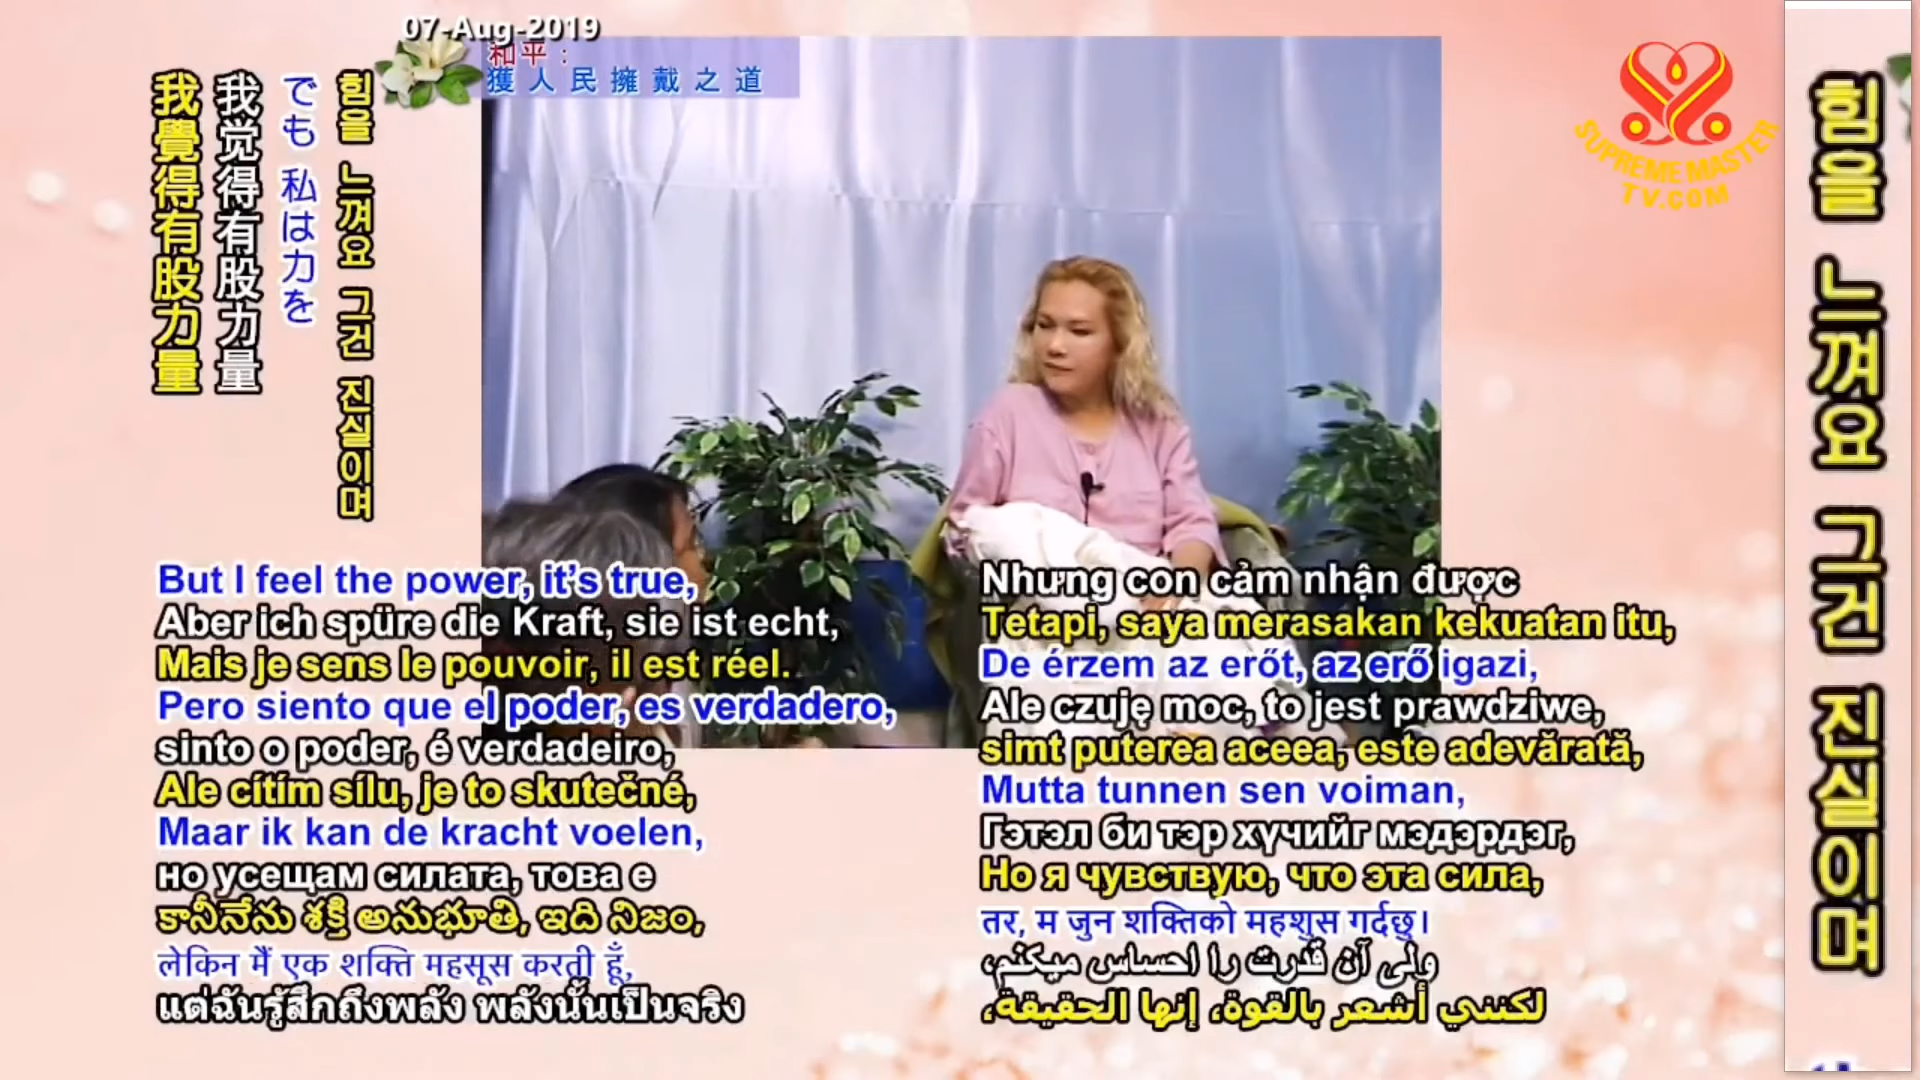 07-Aug-2019
和平：
獲人民擁戴之道
SUPREME MASTER
TV.COM
힘을 느껴요 그건 진실이며
でも 私は力を
我觉得有股力量
我覺得有股力量
But I feel the power, it's true,
Aber ich spüre die Kraft, sie ist echt,
Mais je sens le pouvoir, il est réel.
Pero siento que el poder, es verdadero,
sinto o poder, é verdadeiro,
Ale cítím sílu, je to skutečné,
Maar ik kan de kracht voelen,
но усещам силата, това е
కానీనేను శక్తి అనుభూతి, ఇది నిజం,
लेकिन मैं एक शक्ति महसूस करती हूँ,
แต่ฉันรู้สึกถึงพลัง พลังนั้นเป็นจริง
Nhưng con cảm nhận được
Tetapi, saya merasakan kekuatan itu,
De érzem az erőt, az erő igazi,
Ale czuję moc, to jest prawdziwe,
simt puterea aceea, este adevărată,
Mutta tunnen sen voiman,
Гэтэл би тэр хүчийг мэдэрдэг,
Но я чувствую, что эта сила,
तर, म जुन शक्तिको महशुस गर्दछु।
ولی آن قدرت را احساس میکنم،
لكنني أشعر بالقوة، إنها الحقيقة،
힘을 느껴요 그건 진실이며